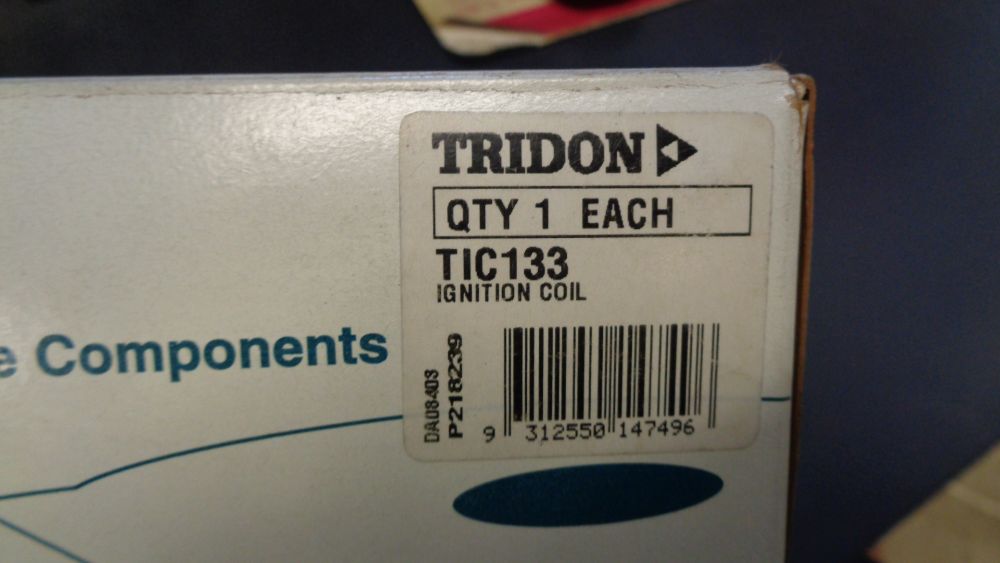 TRIDON
QTY 1 EACH
TIC133
IGNITION COIL
e Components
DA08403
P218239
9 312550 147496